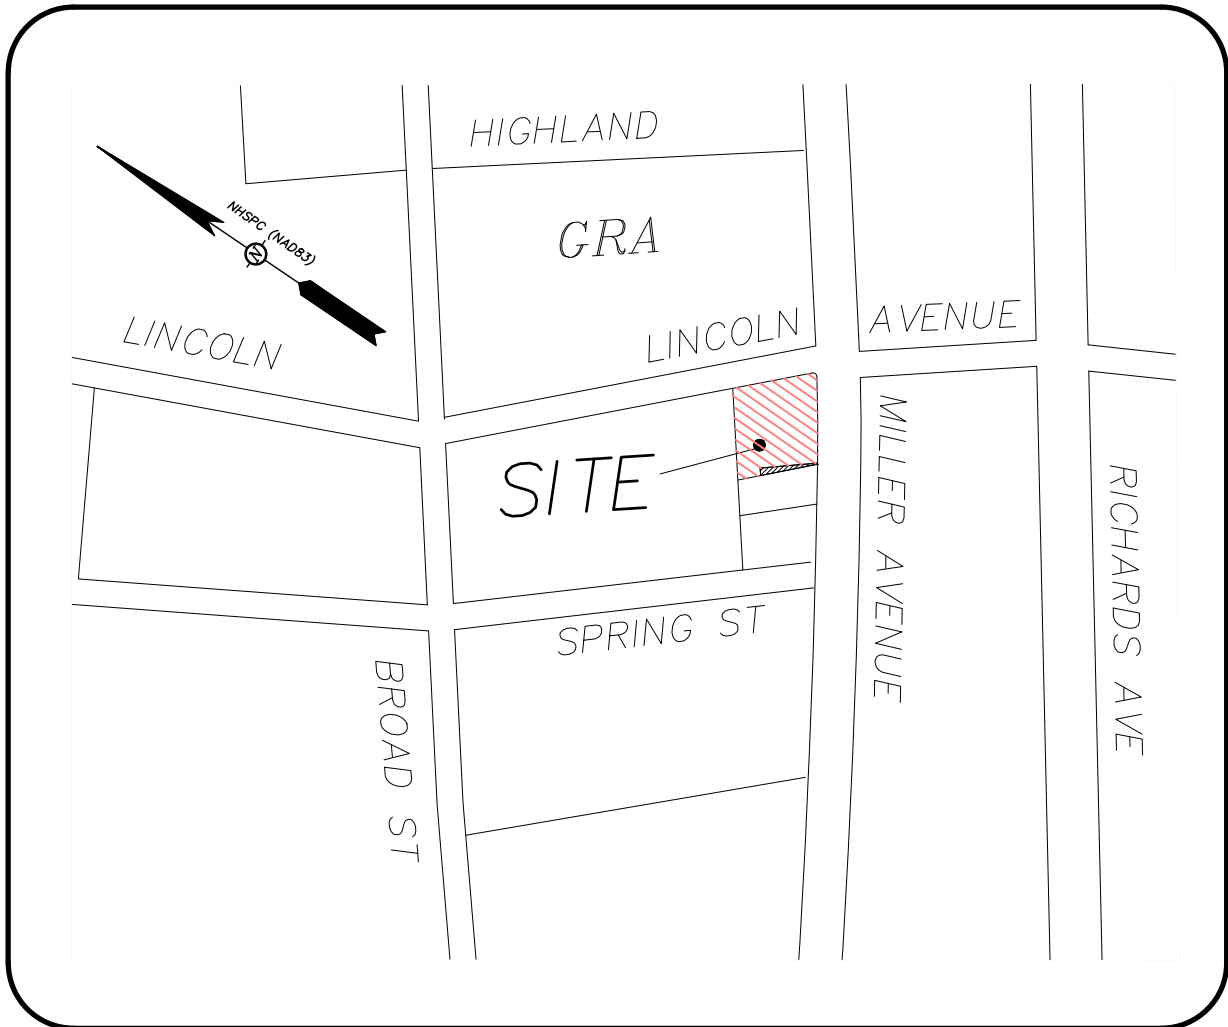 HIGHLAND
NHSPC (NAD83)
N
GRA
LINCOLN
LINCOLN
AVENUE
SITE
MILLER AVENUE
RICHARDS AVE
SPRING ST
BROAD ST